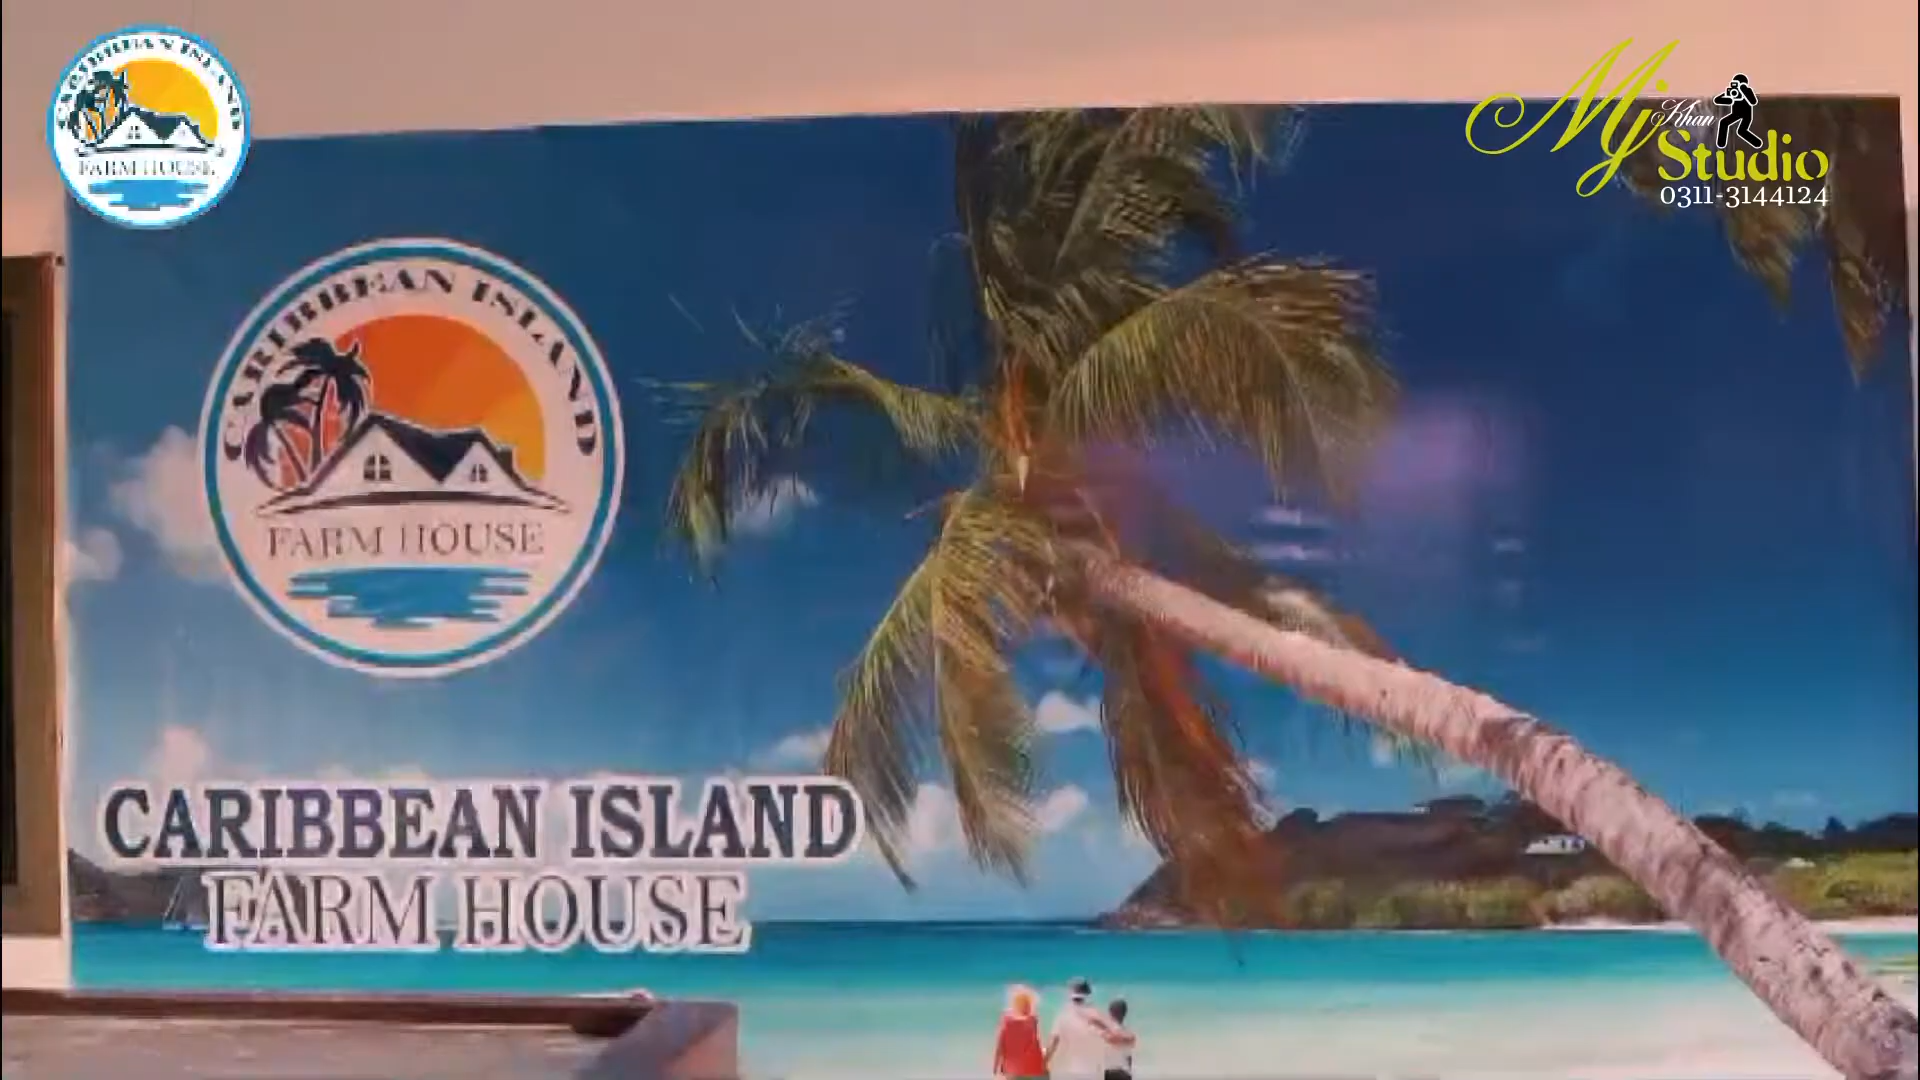 CARIBBEAN ISLAND
FARM HOUSE
Mj
Khan
Studio
0311-3144124
CARIBBEAN ISLAND
FARM HOUSE
CARIBBEAN ISLAND
FARM HOUSE